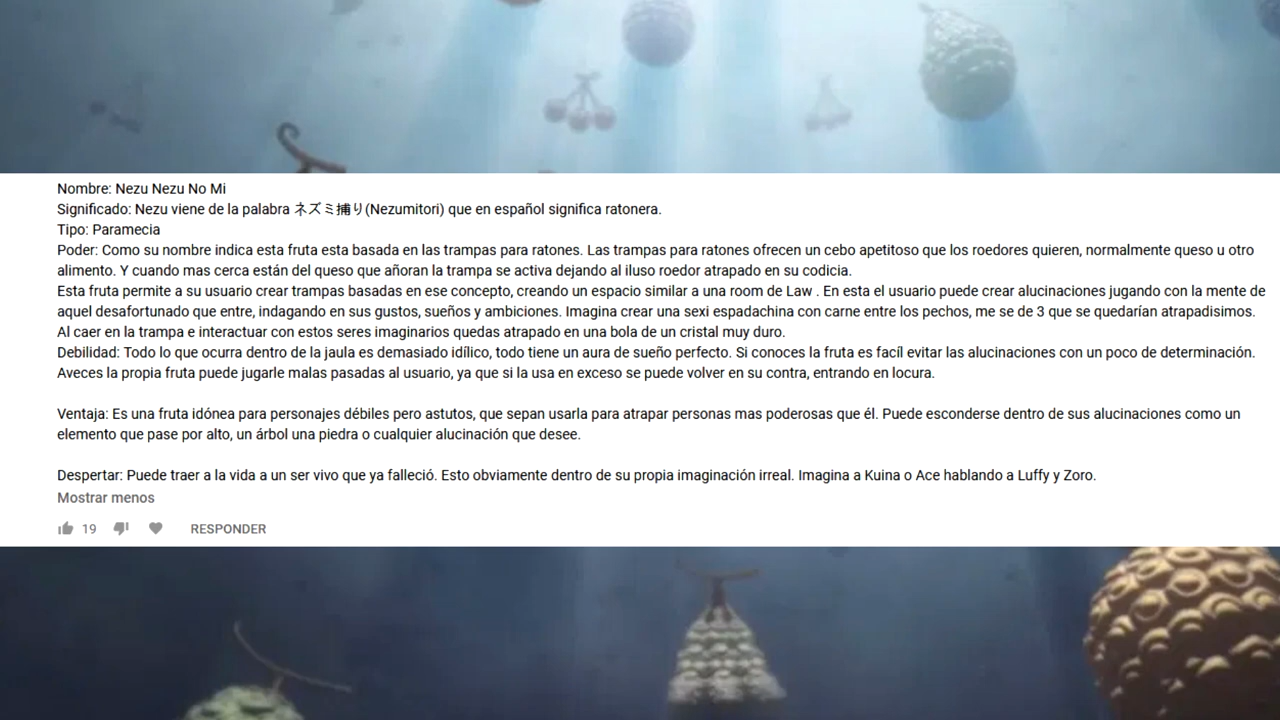 Nombre: Nezu Nezu No Mi
Significado: Nezu viene de la palabra ネズミ捕り(Nezumitori) que en español significa ratonera.
Tipo: Paramecia
Poder: Como su nombre indica esta fruta esta basada en las trampas para ratones. Las trampas para ratones ofrecen un cebo apetitoso que los roedores quieren, normalmente queso u otro
alimento. Y cuando mas cerca están del queso que añoran la trampa se activa dejando al iluso roedor atrapado en su codicia.
Esta fruta permite a su usuario crear trampas basadas en ese concepto, creando un espacio similar a una room de Law . En esta el usuario puede crear alucinaciones jugando con la mente de
aquel desafortunado que entre, indagando en sus gustos, sueños y ambiciones. Imagina crear una sexi espadachina con carne entre los pechos, me se de 3 que se quedarían atrapadisimos.
Al caer en la trampa e interactuar con estos seres imaginarios quedas atrapado en una bola de un cristal muy duro.
Debilidad: Todo lo que ocurra dentro de la jaula es demasiado idílico, todo tiene un aura de sueño perfecto. Si conoces la fruta es facíl evitar las alucinaciones con un poco de determinación.
Aveces la propia fruta puede jugarle malas pasadas al usuario, ya que si la usa en exceso se puede volver en su contra, entrando en locura.
Ventaja: Es una fruta idónea para personajes débiles pero astutos, que sepan usarla para atrapar personas mas poderosas que él. Puede esconderse dentro de sus alucinaciones como un
elemento que pase por alto, un árbol una piedra o cualquier alucinación que desee.
Despertar: Puede traer a la vida a un ser vivo que ya falleció. Esto obviamente dentro de su propia imaginación irreal. Imagina a Kuina o Ace hablando a Luffy y Zoro.
Mostrar menos
19 RESPONDER